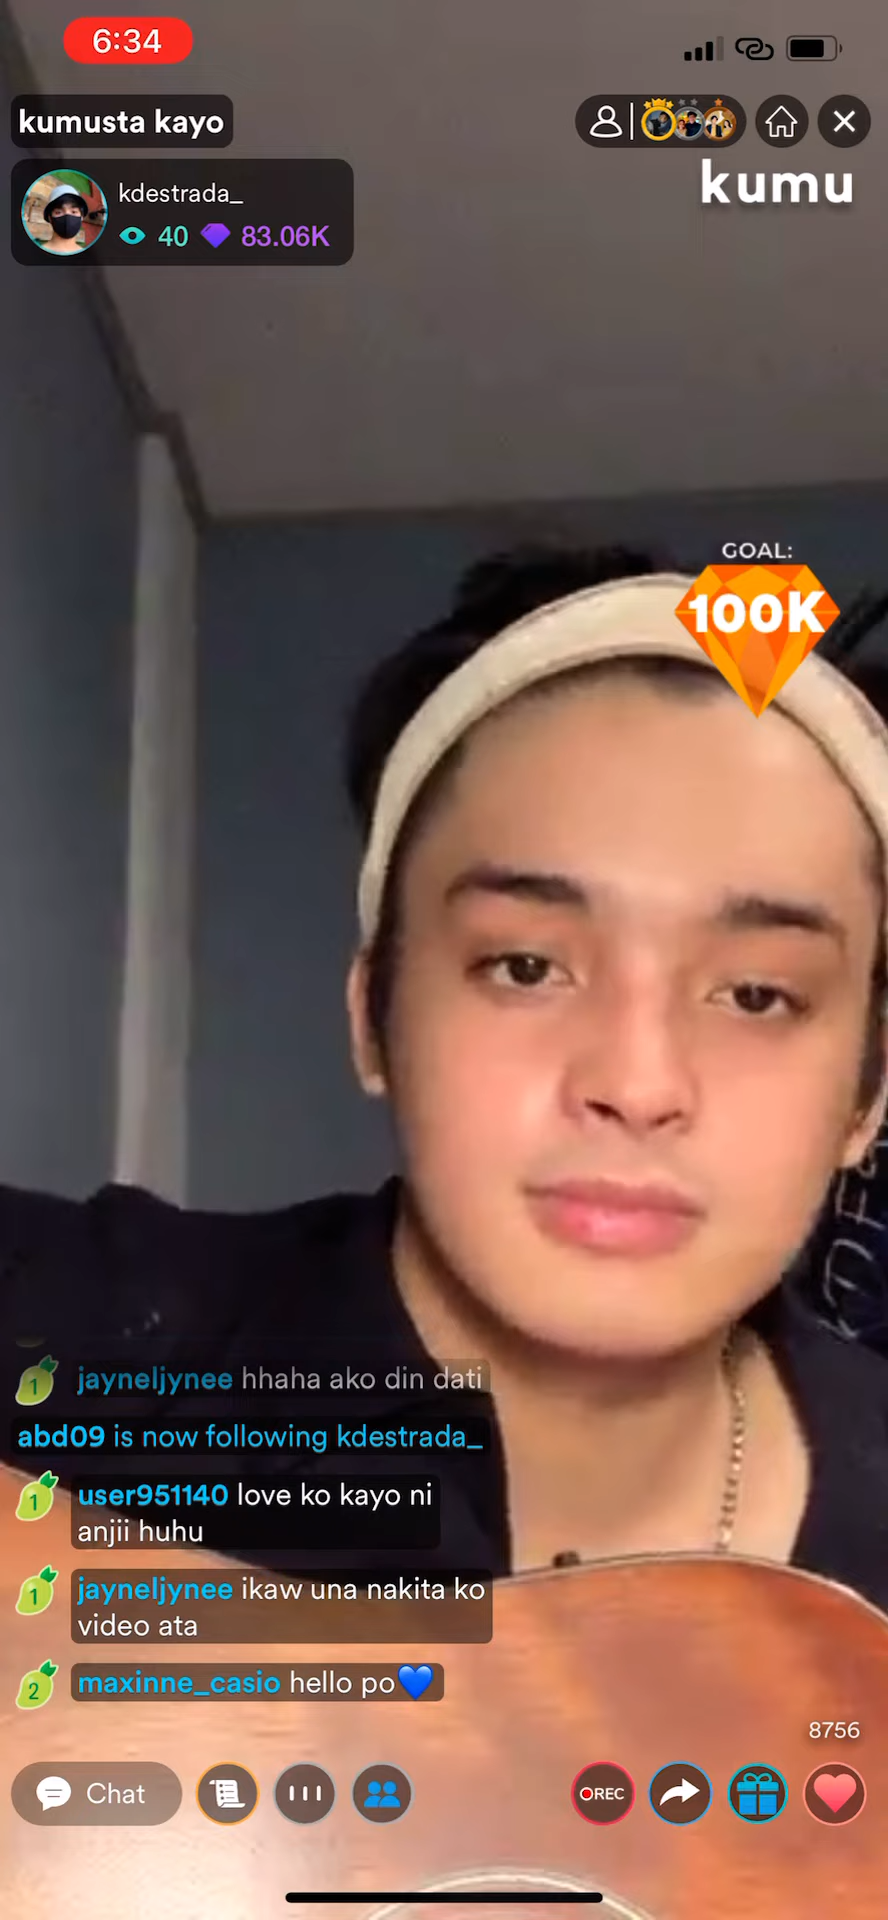 6:34
kumusta kayo
kdestrada_
40 83.06K
kumu
GOAL:
100K
1 jayneljynee hhaha ako din dati
abd09 is now following kdestrada_
1 user951140 love ko kayo ni
anjii huhu
1 jayneljynee ikaw una nakita ko
video ata
2 maxinne_casio hello po💙
8756
Chat
REC